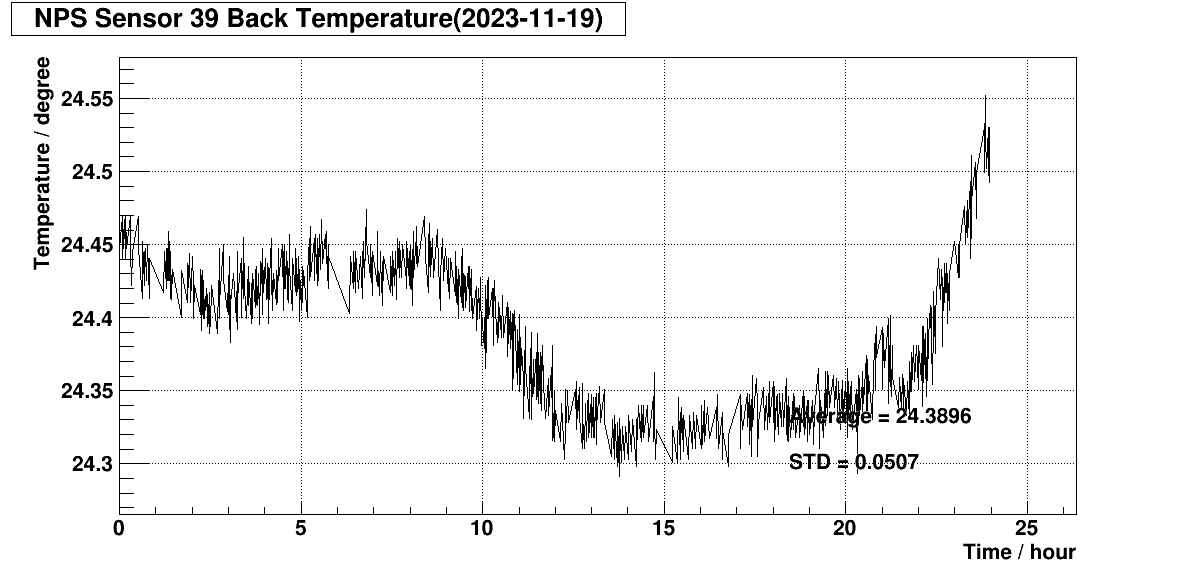 NPS Sensor 39 Back Temperature(2023-11-19)
Temperature / degree
24.55
24.5
24.45
24.4
24.35
24.3
Average = 24.3896
STD = 0.0507
0 5 10 15 20 25
Time / hour